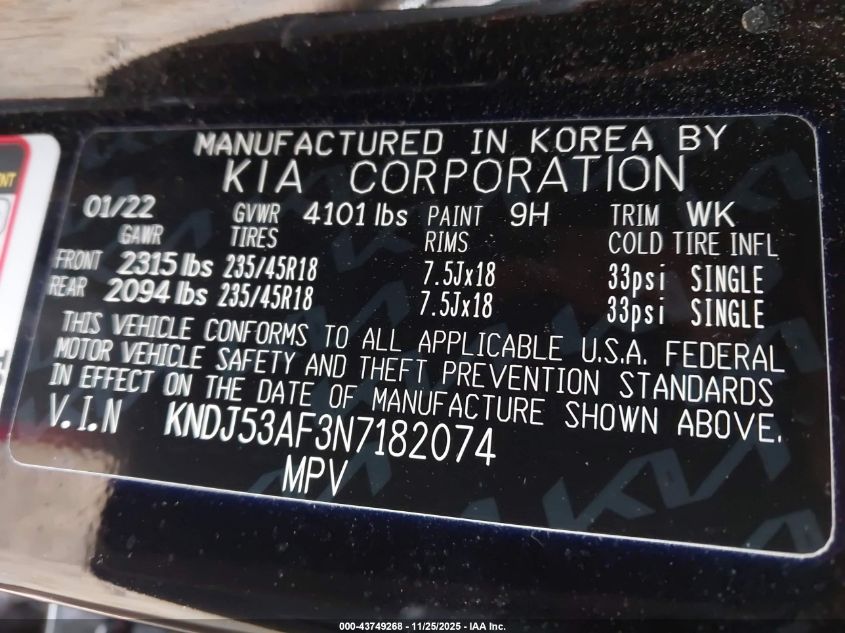 MANUFACTURED IN KOREA BY
KIA CORPORATION
01/22 GVWR 4101 lbs PAINT 9H TRIM WK
GAWR TIRES RIMS COLD TIRE INFL
FRONT 2315 lbs 235/45R18 7.5Jx18 33psi SINGLE
REAR 2094 lbs 235/45R18 7.5Jx18 33psi SINGLE
THIS VEHICLE CONFORMS TO ALL APPLICABLE U.S.A. FEDERAL
MOTOR VEHICLE SAFETY AND THEFT PREVENTION STANDARDS
IN EFFECT ON THE DATE OF MANUFACTURE SHOWN ABOVE.
V.I.N KNDJ53AF3N7182074
MPV
000-43749268 - 11/25/2025 - IAA Inc.